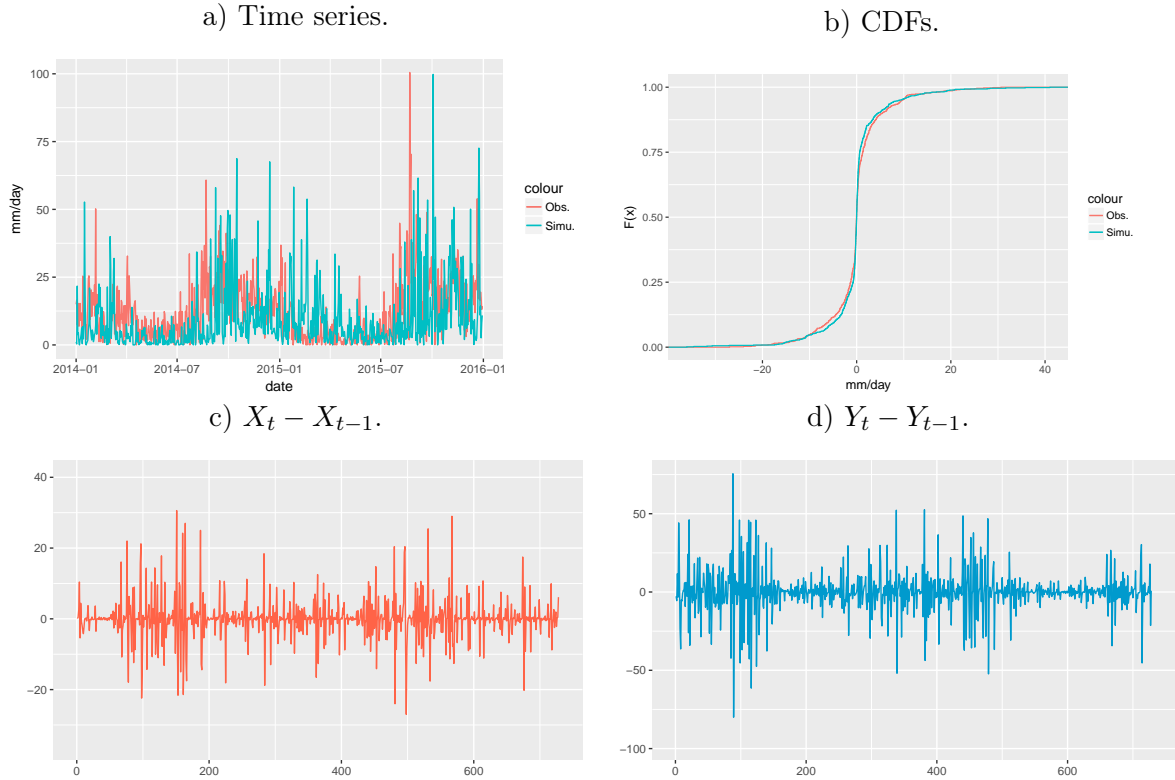 a) Time series.
b) CDFs.
mm/day
100
75
50
25
0
2014−01
2014−07
2015−01
2015−07
2016−01
date
colour
Obs.
Simu.
F(x)
1.00
0.75
0.50
0.25
0.00
−20
0
20
40
mm/day
colour
Obs.
Simu.
c) X_t − X_{t−1}.
d) Y_t − Y_{t−1}.
40
20
0
−20
0
200
400
600
50
0
−50
−100
0
200
400
600